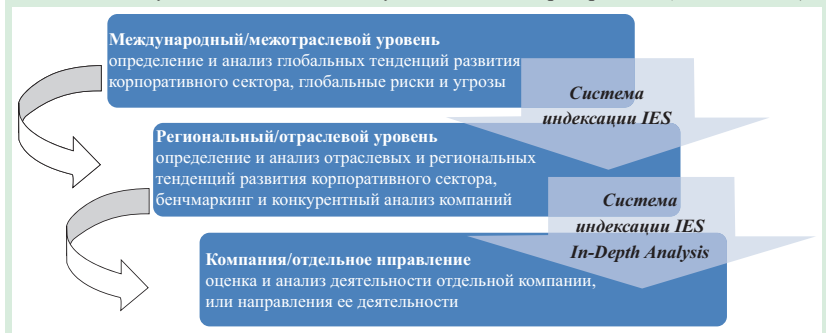 Международный/межотраслевой уровень
определение и анализ глобальных тенденций развития
корпоративного сектора, глобальные риски и угрозы
Система
индексации IES
Региональный/отраслевой уровень
определение и анализ отраслевых и региональных
тенденций развития корпоративного сектора,
бенчмаркинг и конкурентный анализ компаний
Система
индексации IES
In-Depth Analysis
Компания/отдельное нправление
оценка и анализ деятельности отдельной компании,
или направления ее деятельности